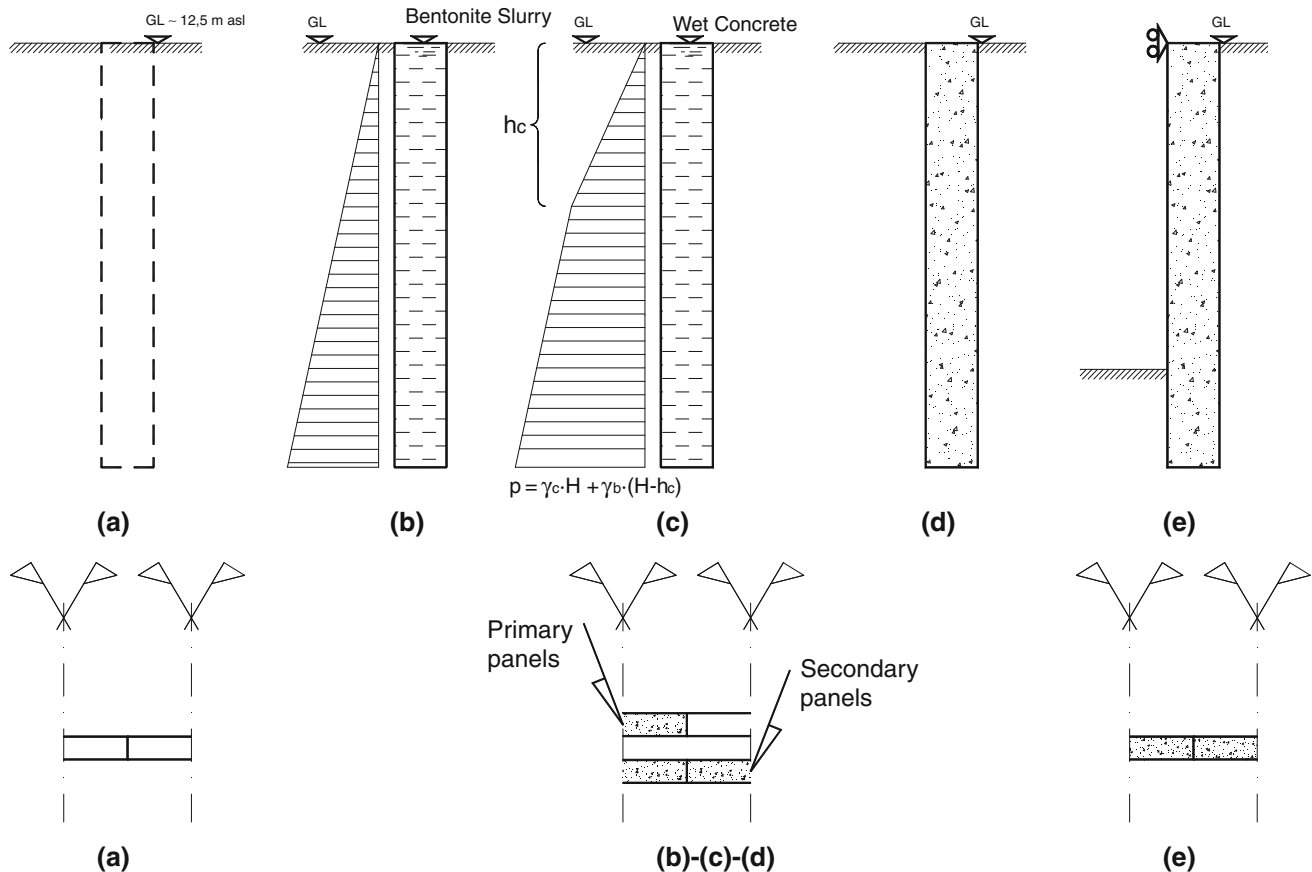 GL ~ 12,5 m asl
GL
Bentonite Slurry
GL
Wet Concrete
GL
GL
hc
p = γc·H + γb·(H-hc)
(a)
(b)
(c)
(d)
(e)
Primary
panels
Secondary
panels
(a)
(b)-(c)-(d)
(e)